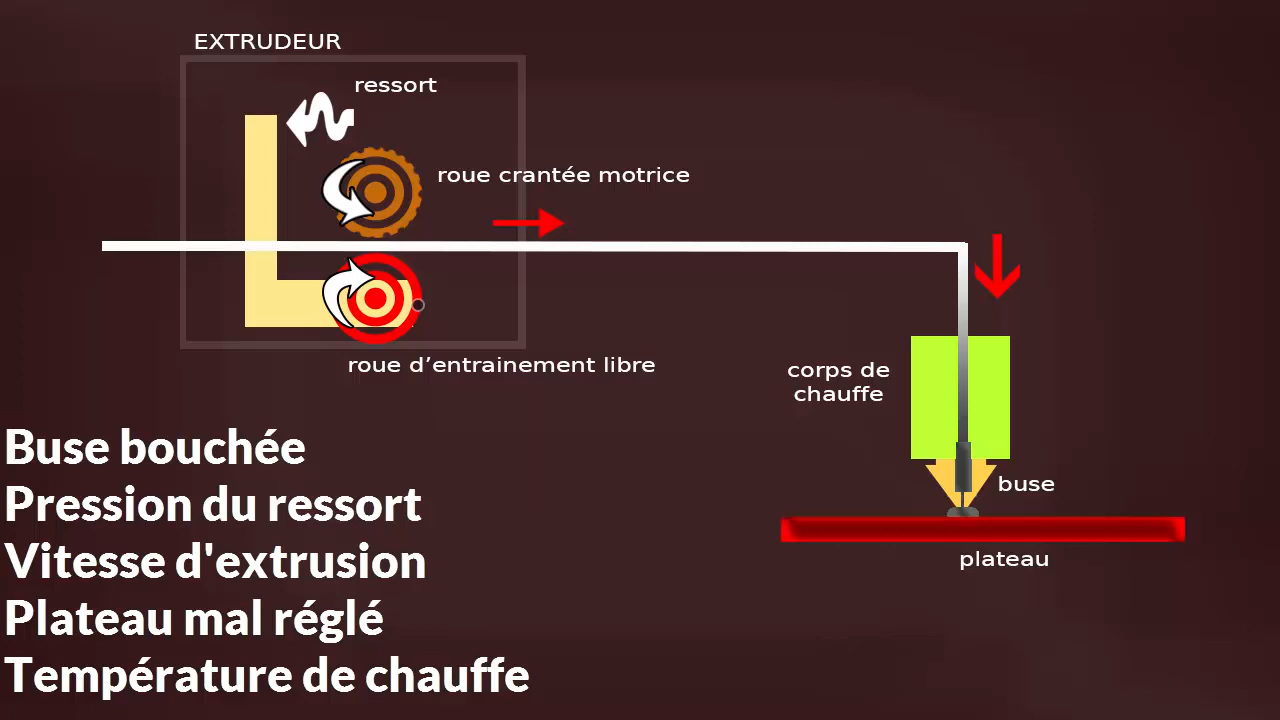 EXTRUDEUR
ressort
roue crantée motrice
roue d’entrainement libre
corps de
chauffe
buse
plateau
Buse bouchée
Pression du ressort
Vitesse d'extrusion
Plateau mal réglé
Température de chauffe